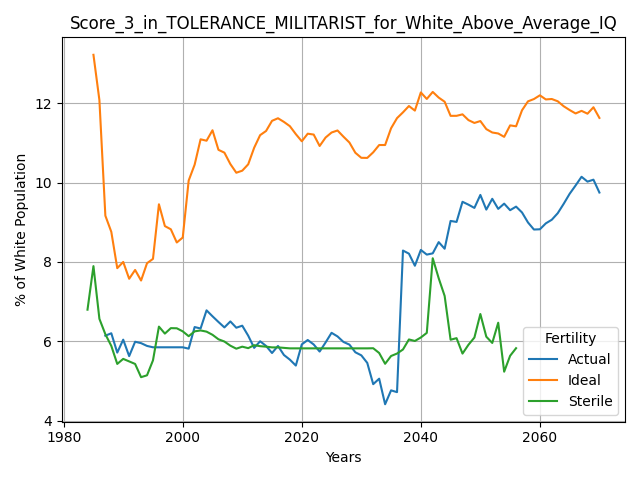 Score_3_in_TOLERANCE_MILITARIST_for_White_Above_Average_IQ
% of White Population
12
10
8
6
4
1980 2000 2020 2040 2060
Years
Fertility
Actual
Ideal
Sterile